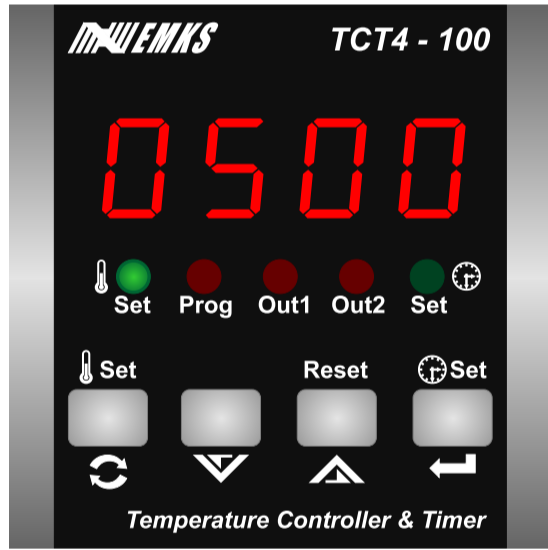 EMKS TCT4 - 100
0500
Set Prog Out1 Out2 Set
Set Reset Set
Temperature Controller & Timer